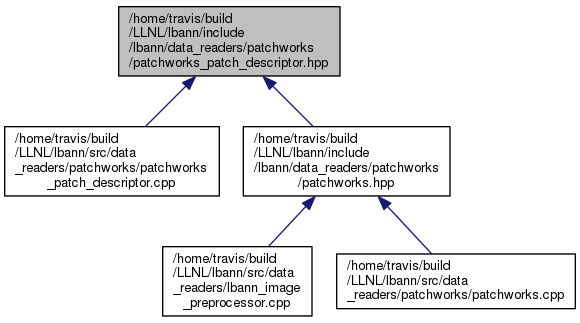 /home/travis/build
/LLNL/lbann/include
/lbann/data_readers/patchworks
/patchworks_patch_descriptor.hpp
/home/travis/build
/LLNL/lbann/src/data
_readers/patchworks/patchworks
_patch_descriptor.cpp
/home/travis/build
/LLNL/lbann/include
/lbann/data_readers/patchworks
/patchworks.hpp
/home/travis/build
/LLNL/lbann/src/data
_readers/lbann_image
_preprocessor.cpp
/home/travis/build
/LLNL/lbann/src/data
_readers/patchworks/patchworks.cpp